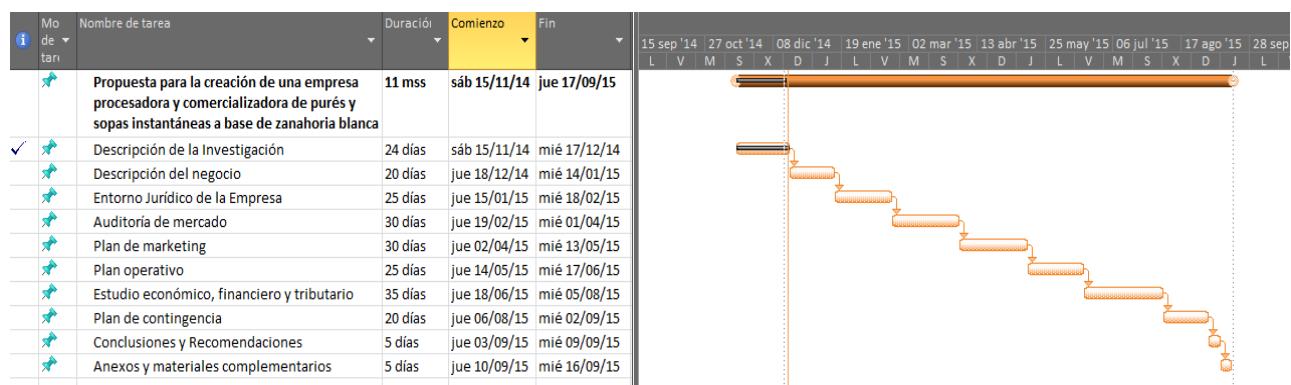 Mo de tare Nombre de tarea Duración Comienzo Fin
15 sep '14 27 oct '14 08 dic '14 19 ene '15 02 mar '15 13 abr '15 25 may '15 06 jul '15 17 ago '15 28 sep
L V M S X D J L V M S X D J L V M S X D J L
Propuesta para la creación de una empresa 11 mss sáb 15/11/14 jue 17/09/15
procesadora y comercializadora de purés y
sopas instantáneas a base de zanahoria blanca
Descripción de la Investigación 24 días sáb 15/11/14 mié 17/12/14
Descripción del negocio 20 días jue 18/12/14 mié 14/01/15
Entorno Jurídico de la Empresa 25 días jue 15/01/15 mié 18/02/15
Auditoría de mercado 30 días jue 19/02/15 mié 01/04/15
Plan de marketing 30 días jue 02/04/15 mié 13/05/15
Plan operativo 25 días jue 14/05/15 mié 17/06/15
Estudio económico, financiero y tributario 35 días jue 18/06/15 mié 05/08/15
Plan de contingencia 20 días jue 06/08/15 mié 02/09/15
Conclusiones y Recomendaciones 5 días jue 03/09/15 mié 09/09/15
Anexos y materiales complementarios 5 días jue 10/09/15 mié 16/09/15